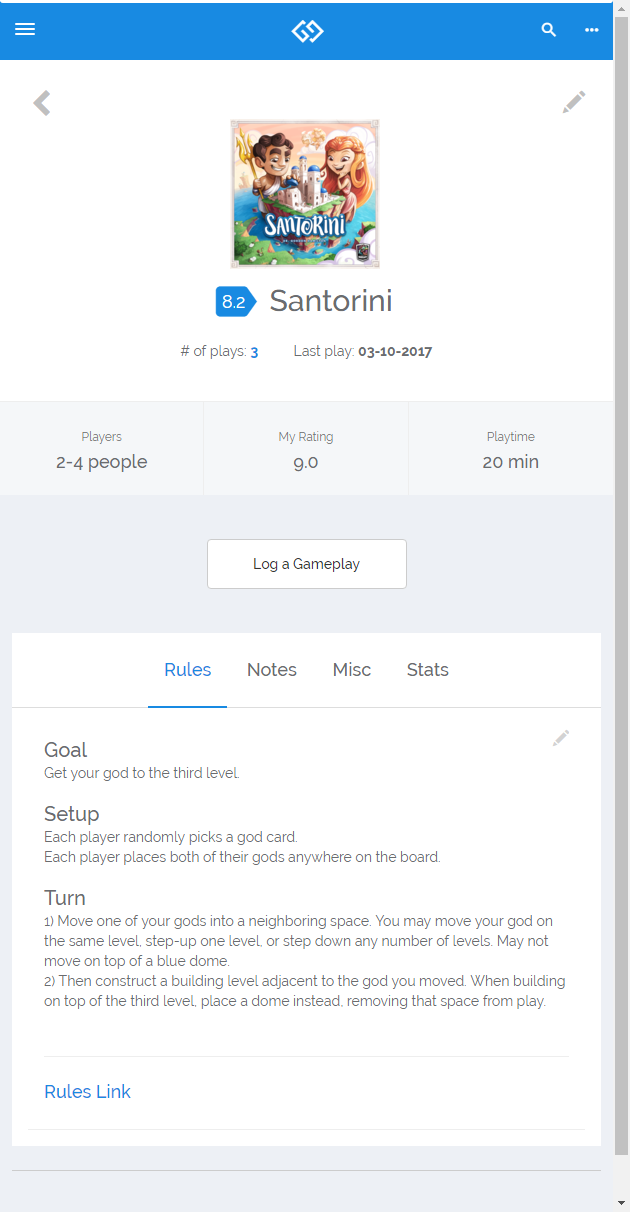 SANTORINI
8.2 Santorini
# of plays: 3 Last play: 03-10-2017
Players My Rating Playtime
2-4 people 9.0 20 min
Log a Gameplay
Rules Notes Misc Stats
Goal
Get your god to the third level.
Setup
Each player randomly picks a god card.
Each player places both of their gods anywhere on the board.
Turn
1) Move one of your gods into a neighboring space. You may move your god on
the same level, step-up one level, or step down any number of levels. May not
move on top of a blue dome.
2) Then construct a building level adjacent to the god you moved. When building
on top of the third level, place a dome instead, removing that space from play.
Rules Link